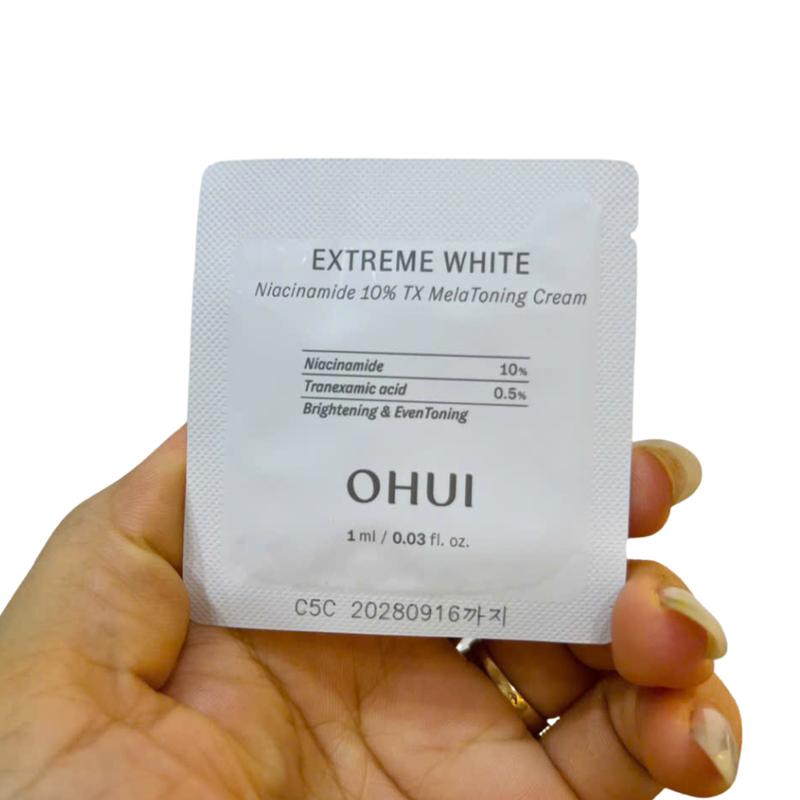 EXTREME WHITE
Niacinamide 10% TX MelaToning Cream
Niacinamide 10%
Tranexamic acid 0.5%
Brightening & EvenToning
OHUI
1 ml / 0.03 fl. oz.
C5C 20280916까지